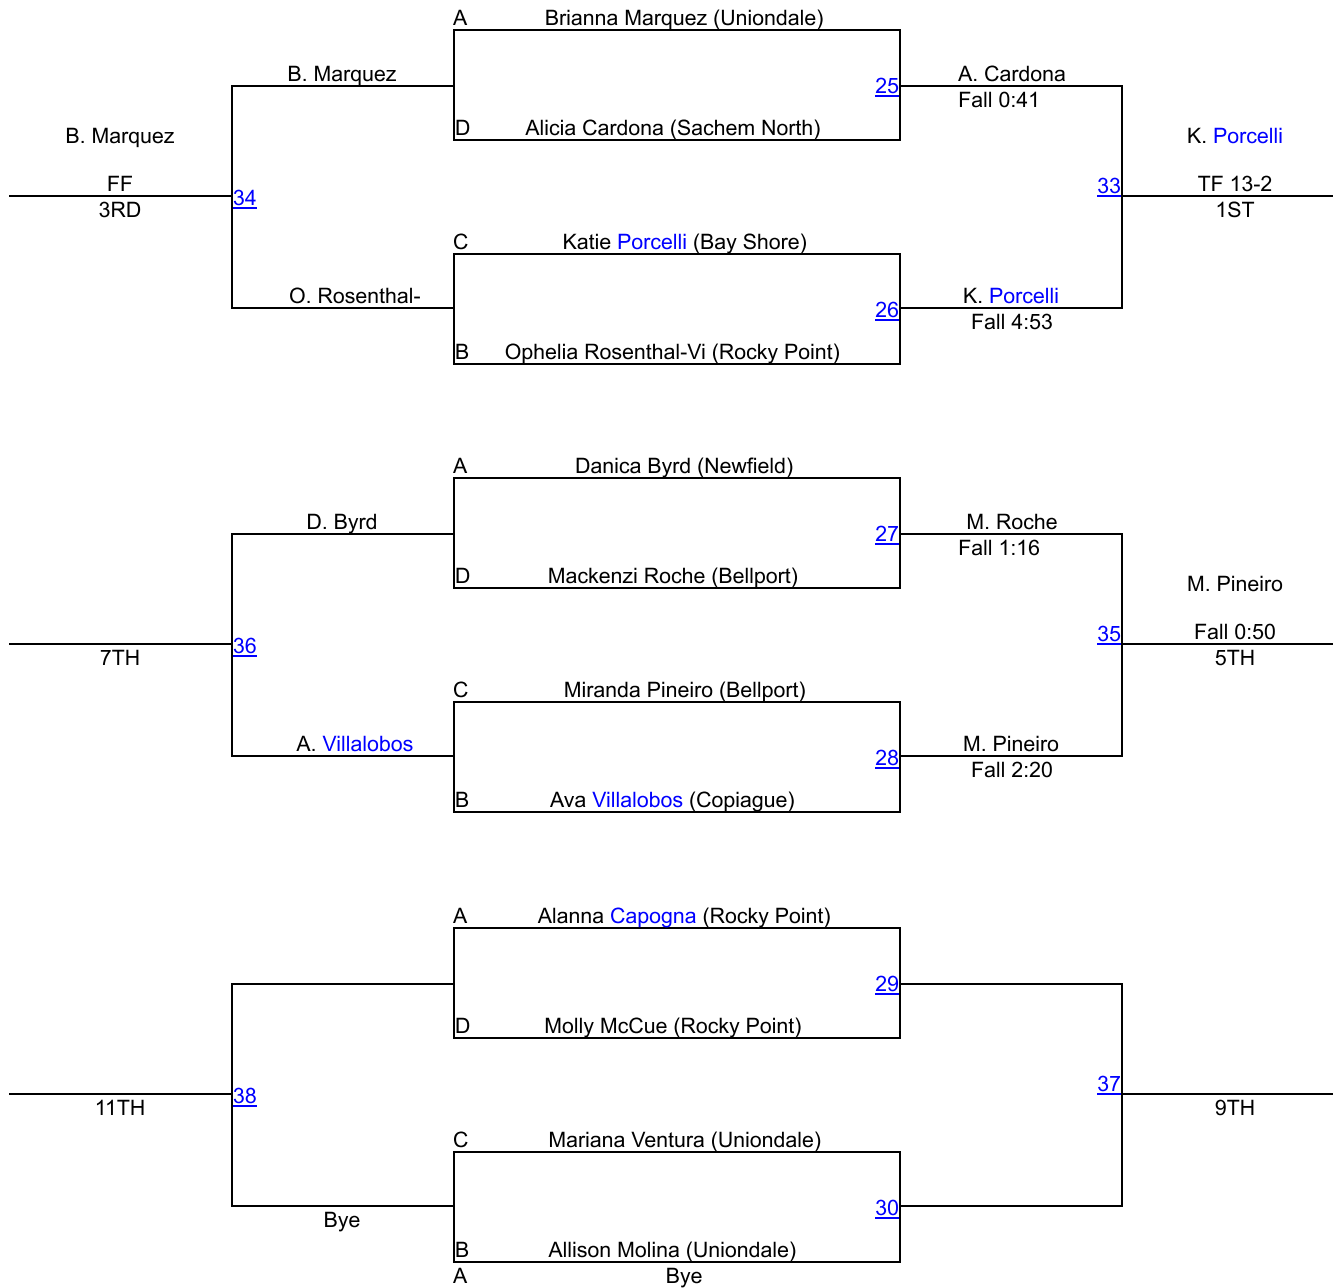 A Brianna Marquez (Uniondale)
B. Marquez
25
A. Cardona
Fall 0:41
D Alicia Cardona (Sachem North)
B. Marquez
FF
3RD
34
K. Porcelli
33
TF 13-2
1ST
C Katie Porcelli (Bay Shore)
O. Rosenthal-
26
K. Porcelli
Fall 4:53
B Ophelia Rosenthal-Vi (Rocky Point)
A Danica Byrd (Newfield)
D. Byrd
27
M. Roche
Fall 1:16
D Mackenzi Roche (Bellport)
7TH
36
M. Pineiro
35
Fall 0:50
5TH
C Miranda Pineiro (Bellport)
A. Villalobos
28
M. Pineiro
Fall 2:20
B Ava Villalobos (Copiague)
A Alanna Capogna (Rocky Point)
29
D Molly McCue (Rocky Point)
11TH
38
37
9TH
C Mariana Ventura (Uniondale)
Bye
30
B Allison Molina (Uniondale)
A Bye